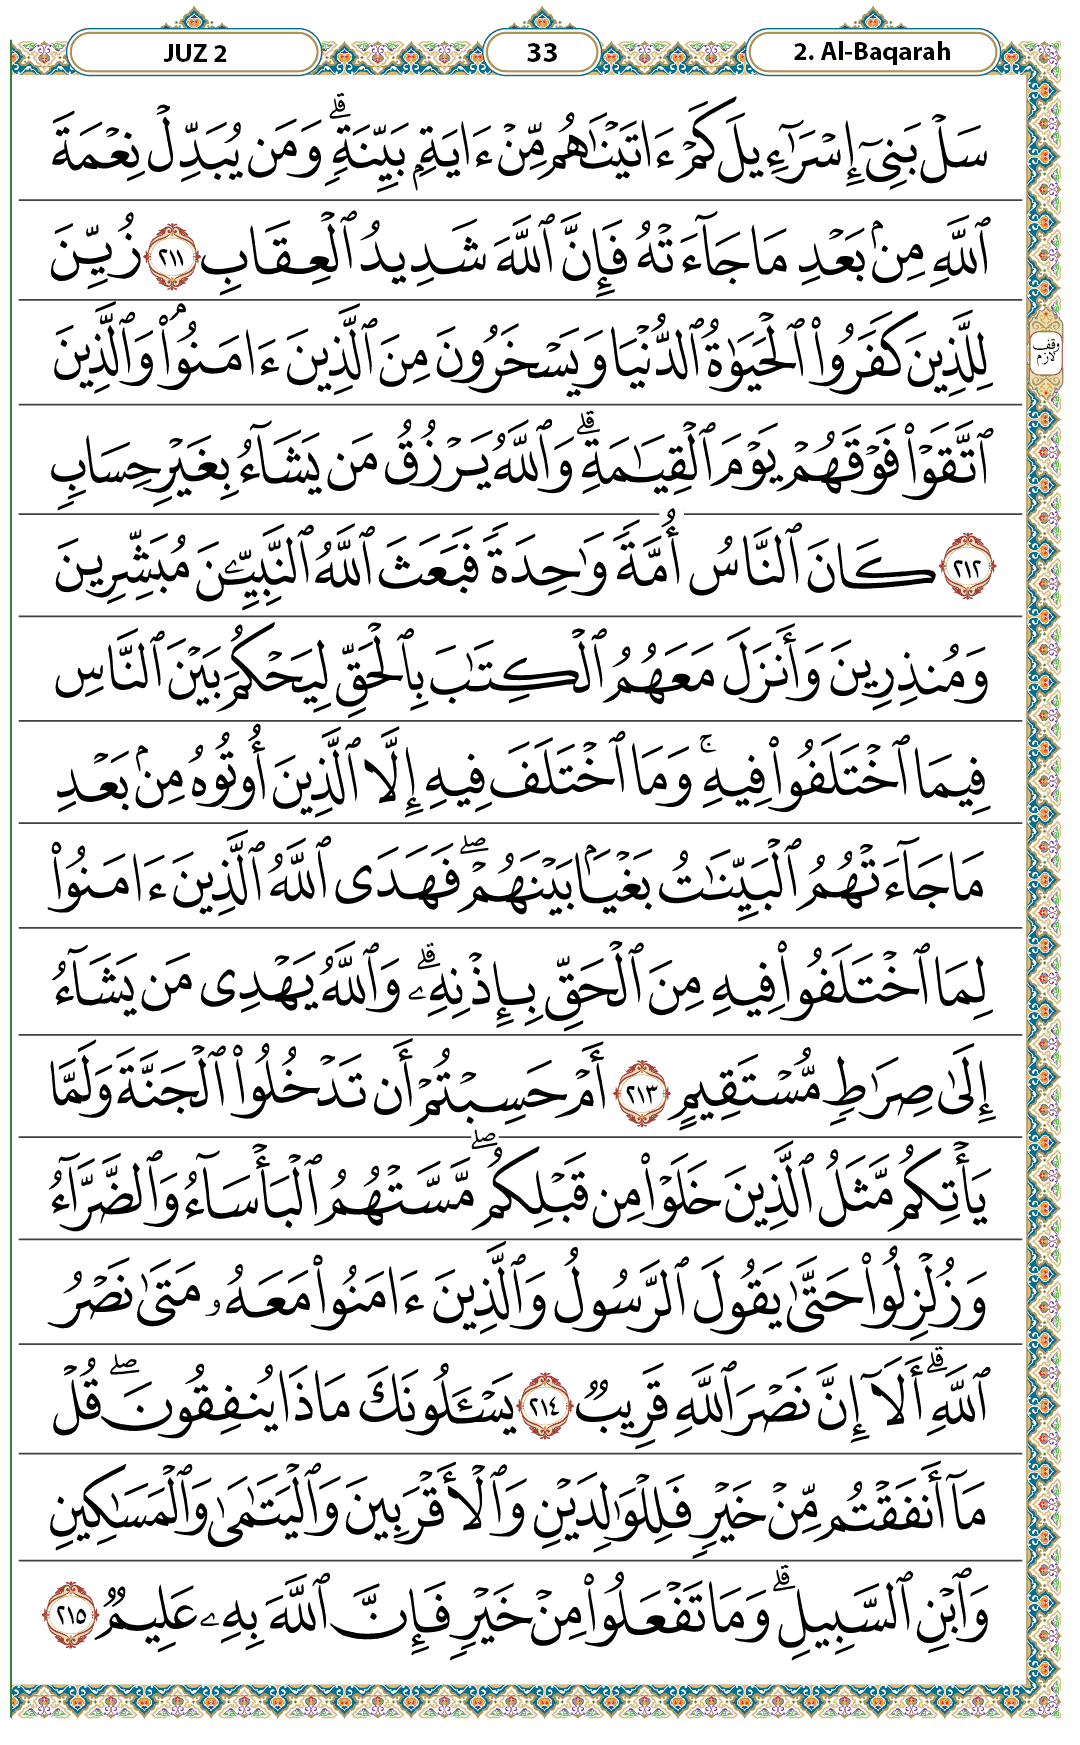 JUZ 2 33 2. Al-Baqarah
سَلۡ بَنِىٓ إِسۡرَٰٓءِيلَ كَمۡ ءَاتَيۡنَٰهُم مِّنۡ ءَايَةِۭ بَيِّنَةٖۗ وَمَن يُبَدِّلۡ نِعۡمَةَ
ٱللَّهِ مِنۢ بَعۡدِ مَا جَآءَتۡهُ فَإِنَّ ٱللَّهَ شَدِيدُ ٱلۡعِقَابِ ٢١١ زُيِّنَ
لِلَّذِينَ كَفَرُواْ ٱلۡحَيَوٰةُ ٱلدُّنۡيَا وَيَسۡخَرُونَ مِنَ ٱلَّذِينَ ءَامَنُواْۘ وَٱلَّذِينَ
وقف لازم
ٱتَّقَوۡاْ فَوۡقَهُمۡ يَوۡمَ ٱلۡقِيَٰمَةِۗ وَٱللَّهُ يَرۡزُقُ مَن يَشَآءُ بِغَيۡرِ حِسَابٖ
٢١٢ كَانَ ٱلنَّاسُ أُمَّةٗ وَٰحِدَةٗ فَبَعَثَ ٱللَّهُ ٱلنَّبِيِّـۧنَ مُبَشِّرِينَ
وَمُنذِرِينَ وَأَنزَلَ مَعَهُمُ ٱلۡكِتَٰبَ بِٱلۡحَقِّ لِيَحۡكُمَ بَيۡنَ ٱلنَّاسِ
فِيمَا ٱخۡتَلَفُواْ فِيهِۚ وَمَا ٱخۡتَلَفَ فِيهِ إِلَّا ٱلَّذِينَ أُوتُوهُ مِنۢ بَعۡدِ
مَا جَآءَتۡهُمُ ٱلۡبَيِّنَٰتُ بَغۡيَۢا بَيۡنَهُمۡۖ فَهَدَى ٱللَّهُ ٱلَّذِينَ ءَامَنُواْ
لِمَا ٱخۡتَلَفُواْ فِيهِ مِنَ ٱلۡحَقِّ بِإِذۡنِهِۦۗ وَٱللَّهُ يَهۡدِى مَن يَشَآءُ
إِلَىٰ صِرَٰطٖ مُّسۡتَقِيمٍ ٢١٣ أَمۡ حَسِبۡتُمۡ أَن تَدۡخُلُواْ ٱلۡجَنَّةَ وَلَمَّا
يَأۡتِكُم مَّثَلُ ٱلَّذِينَ خَلَوۡاْ مِن قَبۡلِكُمۖ مَّسَّتۡهُمُ ٱلۡبَأۡسَآءُ وَٱلضَّرَّآءُ
وَزُلۡزِلُواْ حَتَّىٰ يَقُولَ ٱلرَّسُولُ وَٱلَّذِينَ ءَامَنُواْ مَعَهُۥ مَتَىٰ نَصۡرُ
ٱللَّهِۗ أَلَآ إِنَّ نَصۡرَ ٱللَّهِ قَرِيبٞ ٢١٤ يَسۡـَٔلُونَكَ مَاذَا يُنفِقُونَۖ قُلۡ
مَآ أَنفَقۡتُم مِّنۡ خَيۡرٖ فَلِلۡوَٰلِدَيۡنِ وَٱلۡأَقۡرَبِينَ وَٱلۡيَتَٰمَىٰ وَٱلۡمَسَٰكِينِ
وَٱبۡنِ ٱلسَّبِيلِۗ وَمَا تَفۡعَلُواْ مِنۡ خَيۡرٖ فَإِنَّ ٱللَّهَ بِهِۦ عَلِيمٞ ٢١٥